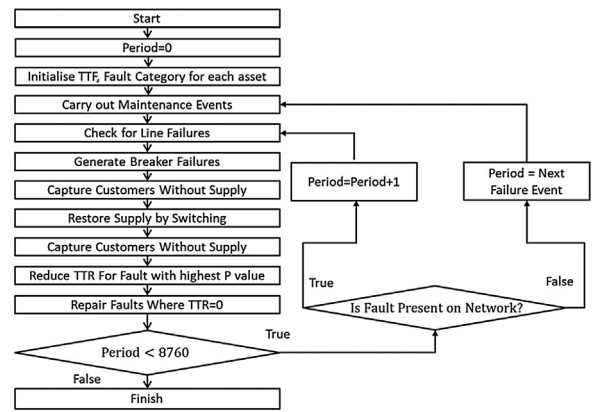 Start
Period=0
Initialise TTF, Fault Category for each asset
Carry out Maintenance Events
Check for Line Failures
Generate Breaker Failures
Capture Customers Without Supply
Restore Supply by Switching
Capture Customers Without Supply
Reduce TTR For Fault with highest P value
Repair Faults Where TTR=0
Period < 8760
True
False
Finish
Is Fault Present on Network?
True
False
Period=Period+1
Period = Next
Failure Event